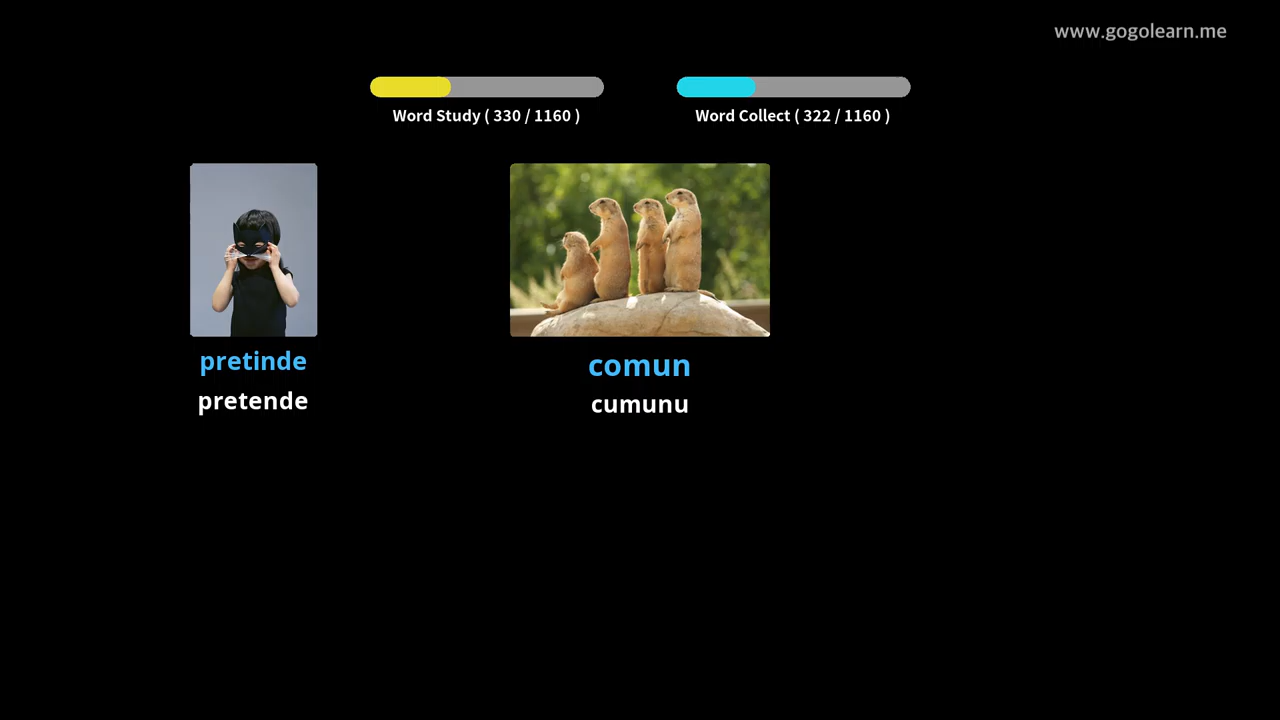 www.gogolearn.me
Word Study ( 330 / 1160 )
Word Collect ( 322 / 1160 )
pretinde
pretende
comun
cumunu